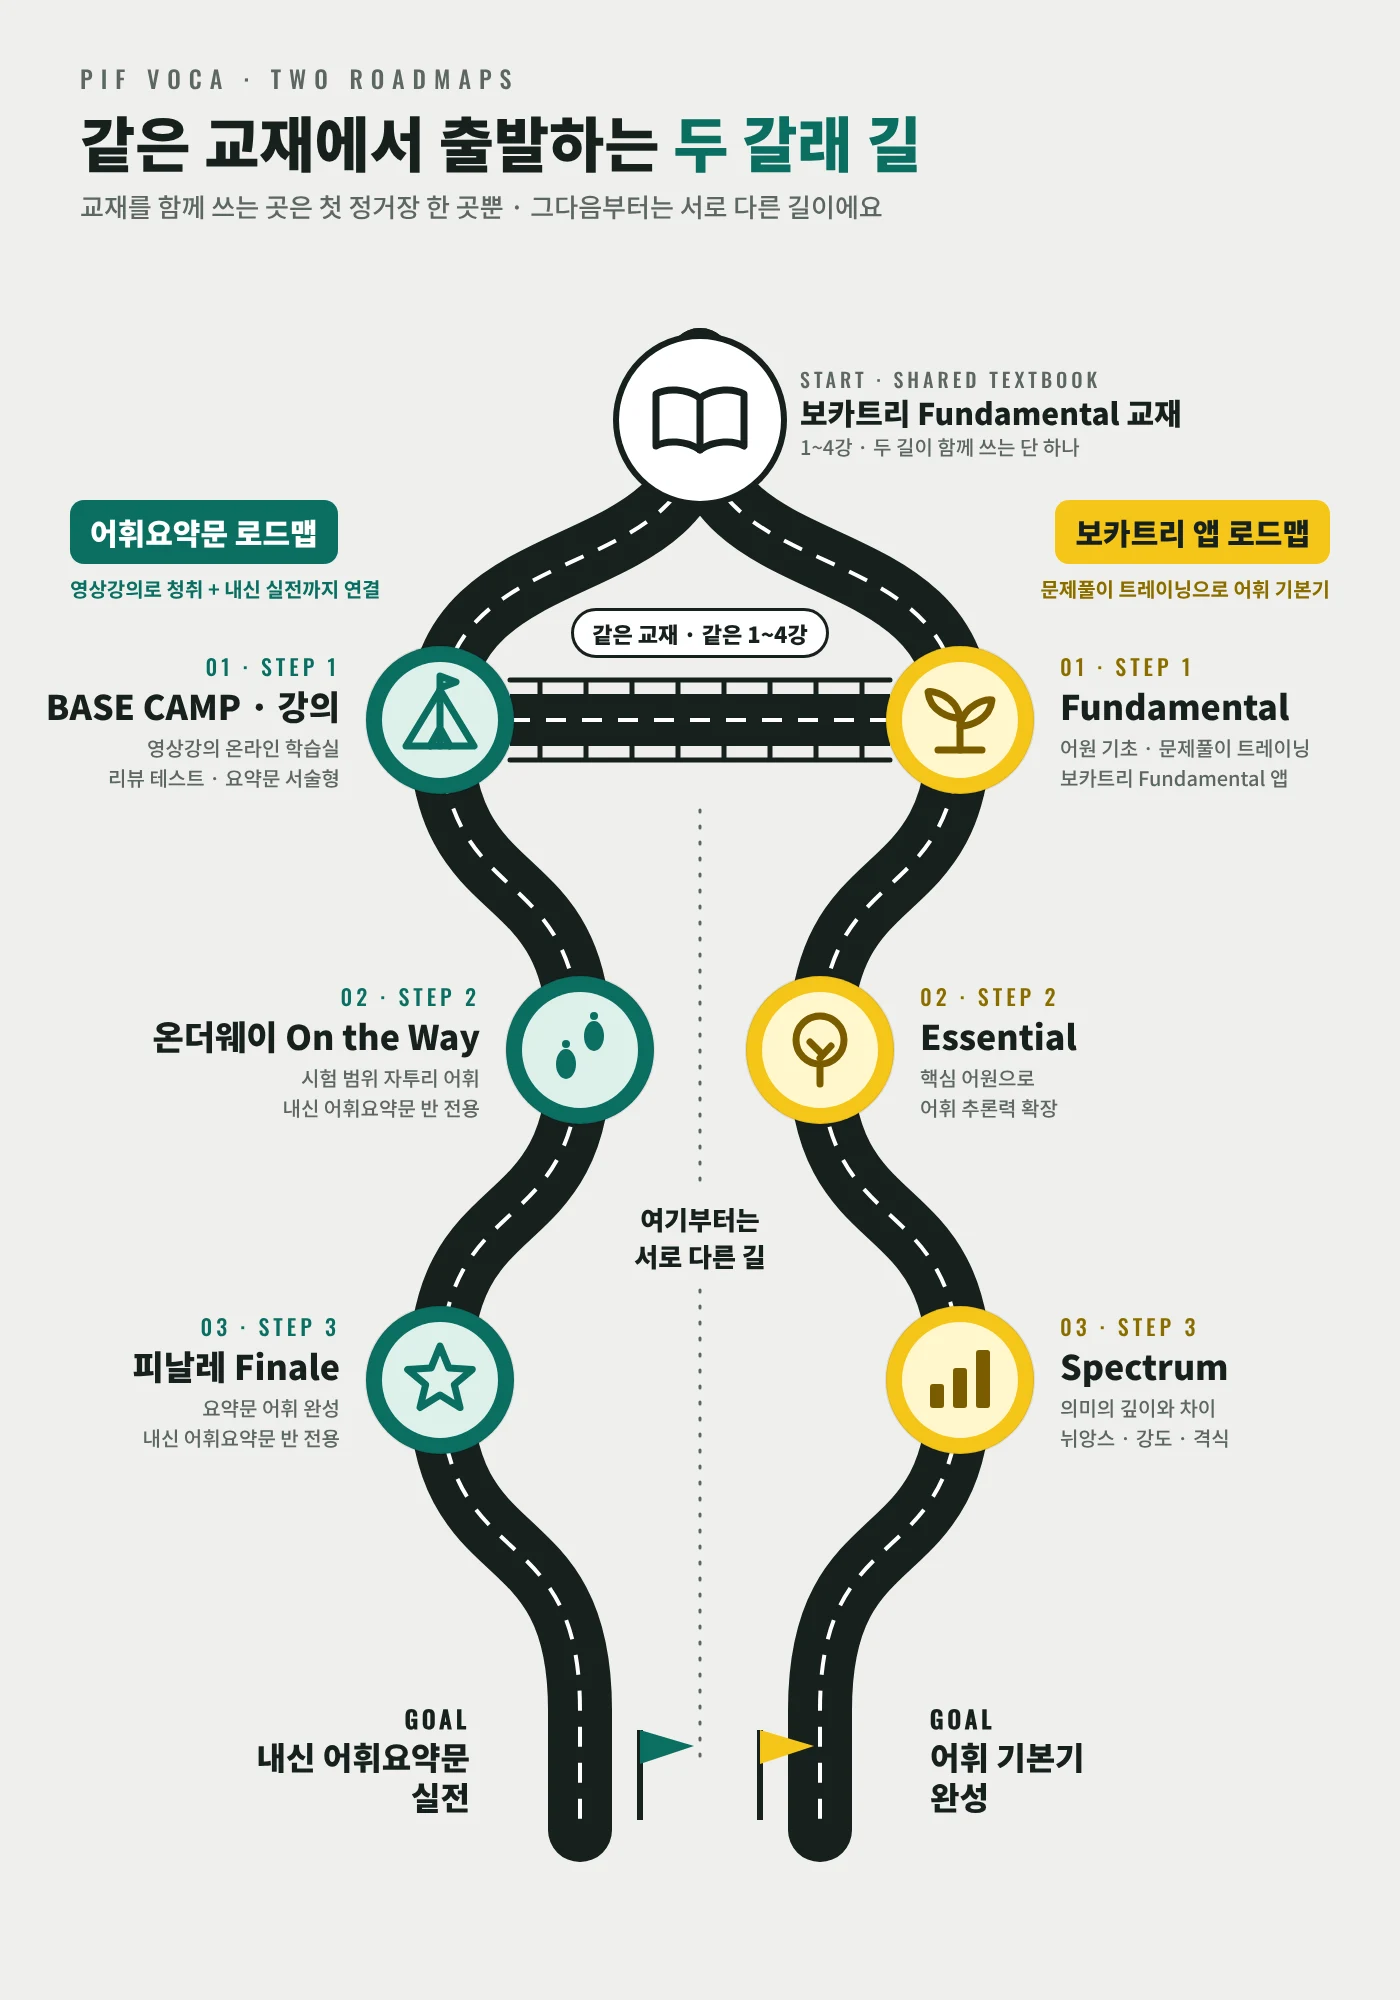 PIF VOCA · TWO ROADMAPS
같은 교재에서 출발하는 두 갈래 길
교재를 함께 쓰는 곳은 첫 정거장 한 곳뿐 · 그다음부터는 서로 다른 길이에요
START · SHARED TEXTBOOK
보카트리 Fundamental 교재
1~4강 · 두 길이 함께 쓰는 단 하나
어휘요약문 로드맵
영상강의로 청취 + 내신 실전까지 연결
보카트리 앱 로드맵
문제풀이 트레이닝으로 어휘 기본기
같은 교재 · 같은 1~4강
01 · STEP 1
BASE CAMP · 강의
영상강의 온라인 학습실
리뷰 테스트 · 요약문 서술형
01 · STEP 1
Fundamental
어원 기초 · 문제풀이 트레이닝
보카트리 Fundamental 앱
02 · STEP 2
온더웨이 On the Way
시험 범위 자투리 어휘
내신 어휘요약문 반 전용
02 · STEP 2
Essential
핵심 어원으로
어휘 추론력 확장
여기부터는
서로 다른 길
03 · STEP 3
피날레 Finale
요약문 어휘 완성
내신 어휘요약문 반 전용
03 · STEP 3
Spectrum
의미의 깊이와 차이
뉘앙스 · 강도 · 격식
GOAL
내신 어휘요약문
실전
GOAL
어휘 기본기
완성